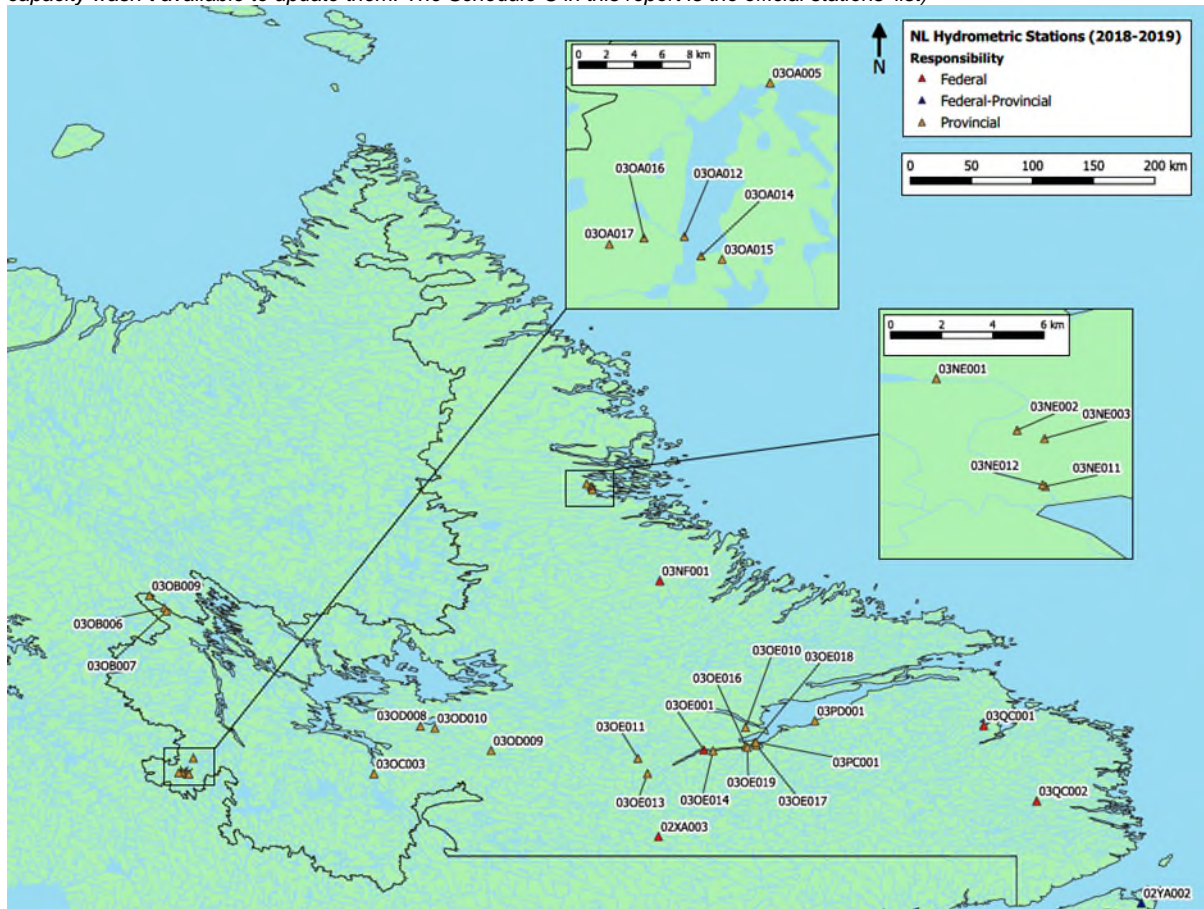 capacity wasn't available to update them. The Schedule C in this report is the official stations' list)
NL Hydrometric Stations (2018-2019)
Responsibility
Federal
Federal-Provincial
Provincial
N
0 50 100 150 200 km
0 2 4 6 8 km
03OA005
03OA016
03OA012
03OA014
03OA017
03OA015
0 2 4 6 km
03NE001
03NE002
03NE003
03NE012
03NE011
03NF001
03OB009
03OB006
03OB007
03OE010
03OE018
03OE016
03OE001
03PD001
03OD008
03OD010
03OE011
03QC001
03OD009
03OC003
03PC001
03OE019
03OE013
03OE014
03OE017
03QC002
02XA003
02YA002